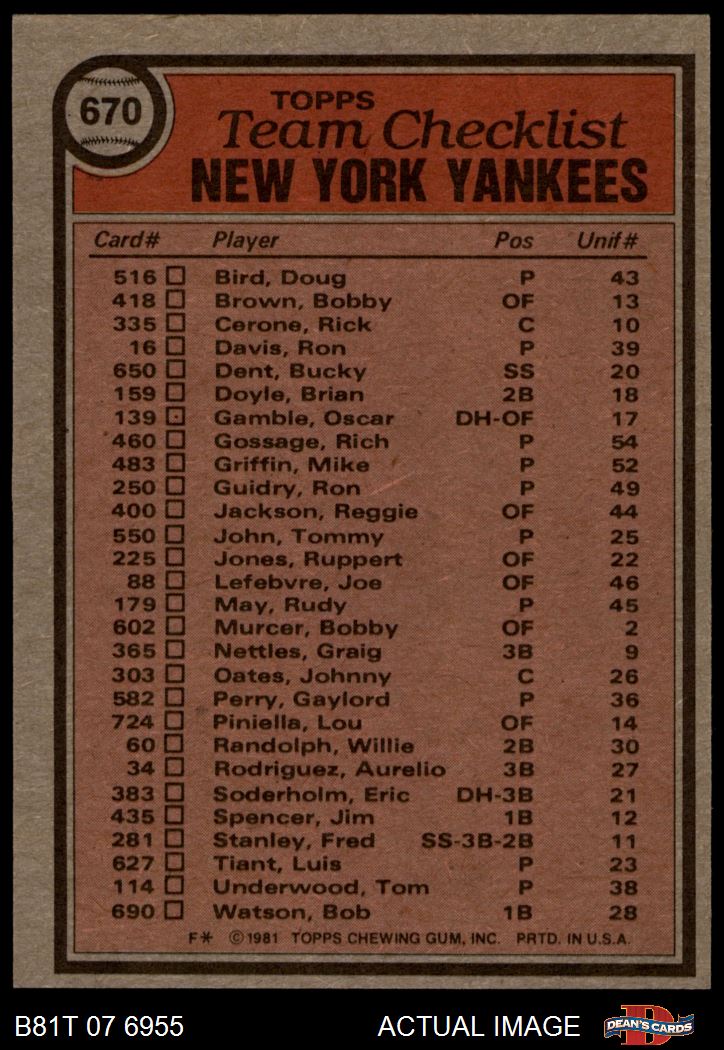 670
TOPPS
Team Checklist
NEW YORK YANKEES
Card# Player Pos Unif#
516 Bird, Doug P 43
418 Brown, Bobby OF 13
335 Cerone, Rick C 10
16 Davis, Ron P 39
650 Dent, Bucky SS 20
159 Doyle, Brian 2B 18
139 Gamble, Oscar DH-OF 17
460 Gossage, Rich P 54
483 Griffin, Mike P 52
250 Guidry, Ron P 49
400 Jackson, Reggie OF 44
550 John, Tommy P 25
225 Jones, Ruppert OF 22
88 Lefebvre, Joe OF 46
179 May, Rudy P 45
602 Murcer, Bobby OF 2
365 Nettles, Graig 3B 9
303 Oates, Johnny C 26
582 Perry, Gaylord P 36
724 Piniella, Lou OF 14
60 Randolph, Willie 2B 30
34 Rodriguez, Aurelio 3B 27
383 Soderholm, Eric DH-3B 21
435 Spencer, Jim 1B 12
281 Stanley, Fred SS-3B-2B 11
627 Tiant, Luis P 23
114 Underwood, Tom P 38
690 Watson, Bob 1B 28
F* ©1981 TOPPS CHEWING GUM, INC. PRTD. IN U.S.A.
B81T 07 6955 ACTUAL IMAGE D DEAN'S CARDS